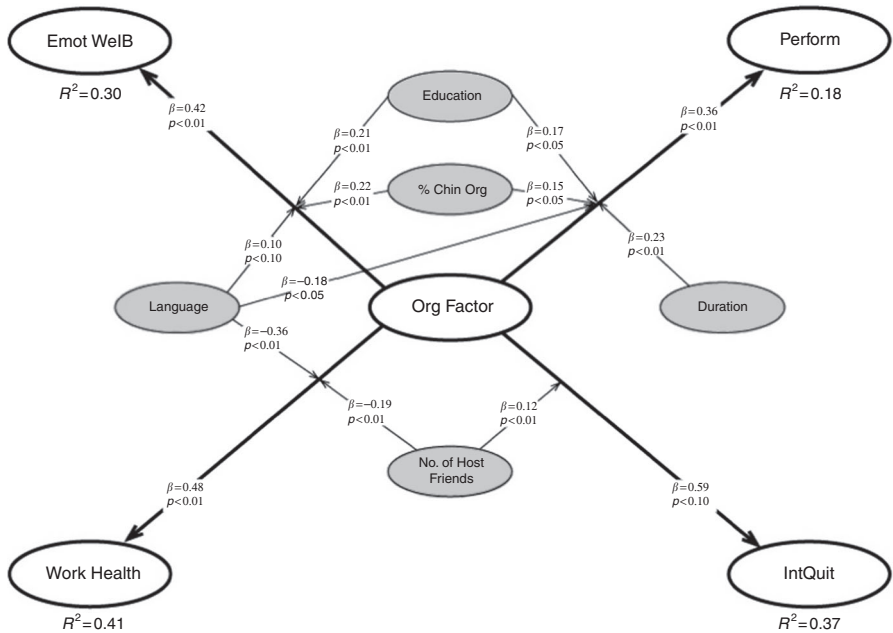 Emot WelB
R²=0.30
Perform
R²=0.18
β=0.42
p<0.01
β=0.36
p<0.01
Education
β=0.21
p<0.01
β=0.17
p<0.05
% Chin Org
β=0.22
p<0.01
β=0.15
p<0.05
β=0.10
p<0.10
β=0.23
p<0.01
β=−0.18
p<0.05
Language
Org Factor
Duration
β=−0.36
p<0.01
β=−0.19
p<0.01
β=0.12
p<0.01
No. of Host
Friends
β=0.48
p<0.01
β=0.59
p<0.10
Work Health
R²=0.41
IntQuit
R²=0.37